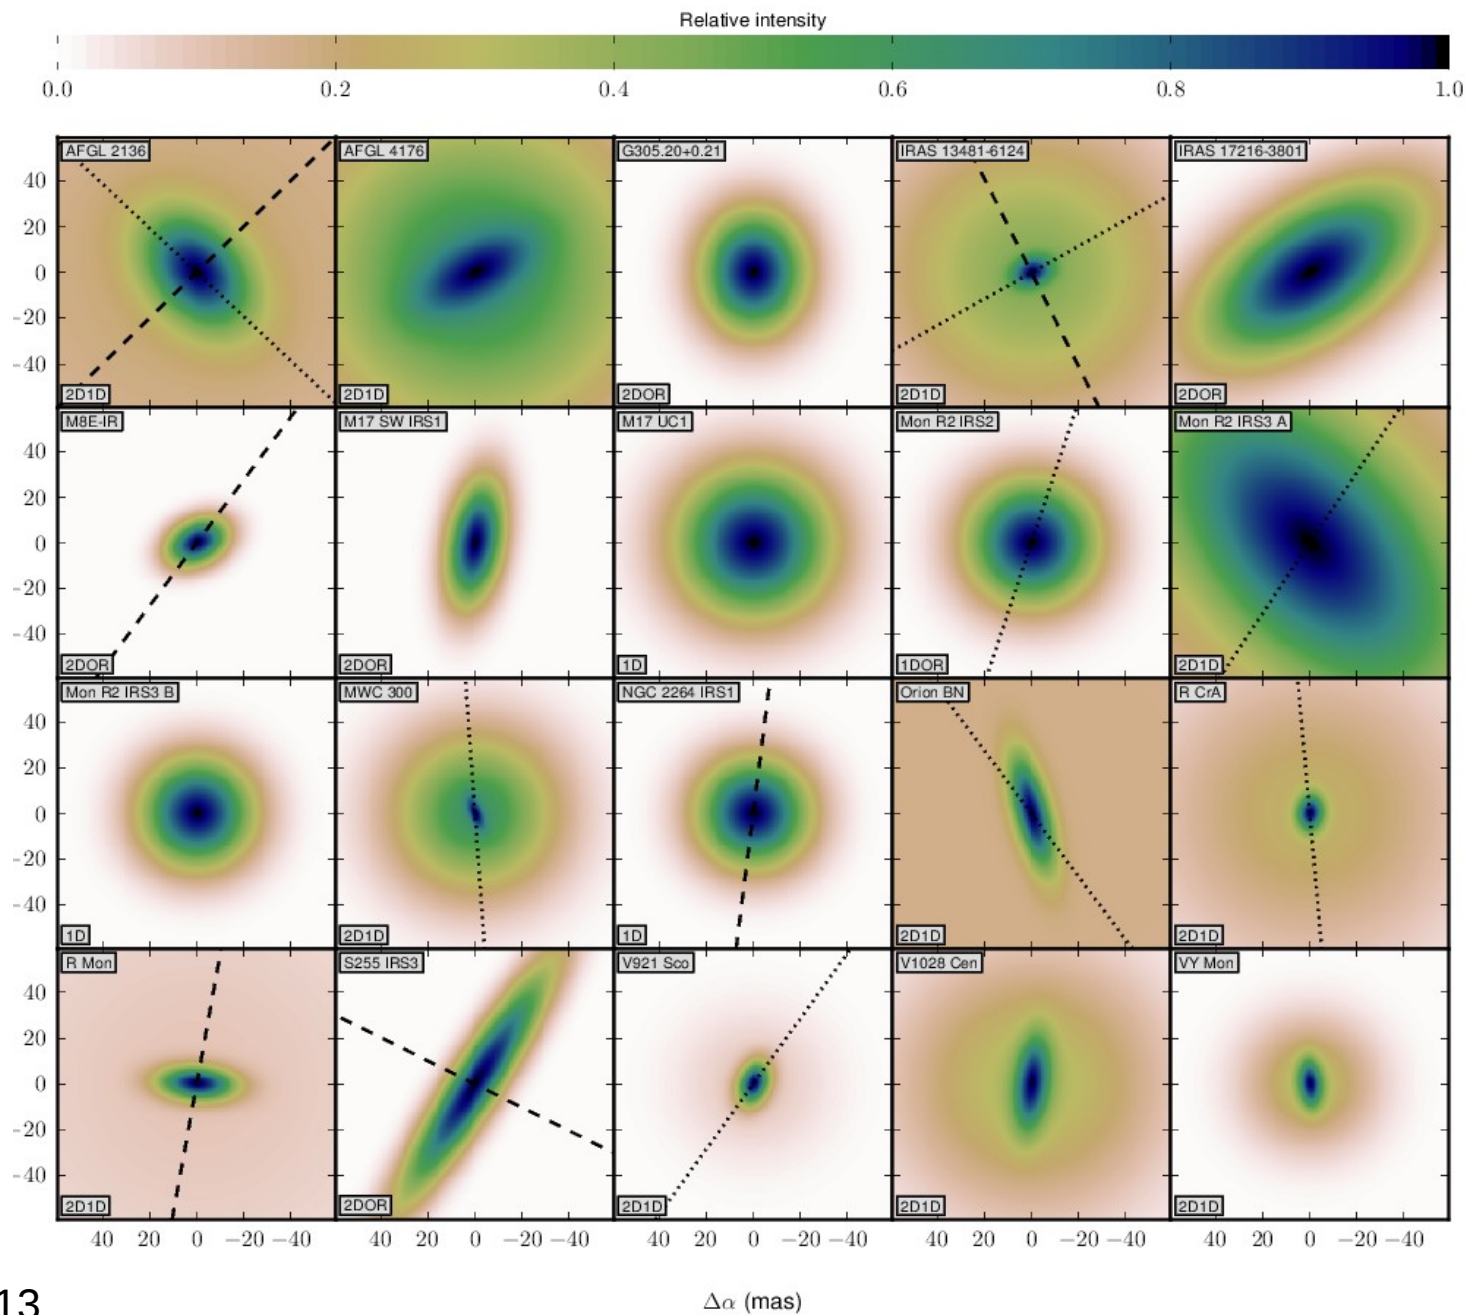 Relative intensity
0.0 0.2 0.4 0.6 0.8 1.0
AFGL 2136 AFGL 4176 G305.20+0.21 IRAS 13481-6124 IRAS 17216-3801
40
20
0
−20
−40
2D1D 2D1D 2DOR 2D1D 2DOR
M8E-IR M17 SW IRS1 M17 UC1 Mon R2 IRS2 Mon R2 IRS3 A
40
20
0
−20
−40
2DOR 2DOR 1D 1DOR 2D1D
Mon R2 IRS3 B MWC 300 NGC 2264 IRS1 Orion BN R CrA
40
20
0
−20
−40
1D 2D1D 1D 2D1D 2D1D
R Mon S255 IRS3 V921 Sco V1028 Cen VY Mon
40
20
0
−20
−40
2D1D 2DOR 2D1D 2D1D 2D1D
40 20 0 −20 −40 40 20 0 −20 −40 40 20 0 −20 −40 40 20 0 −20 −40 40 20 0 −20 −40
Δα (mas)
13